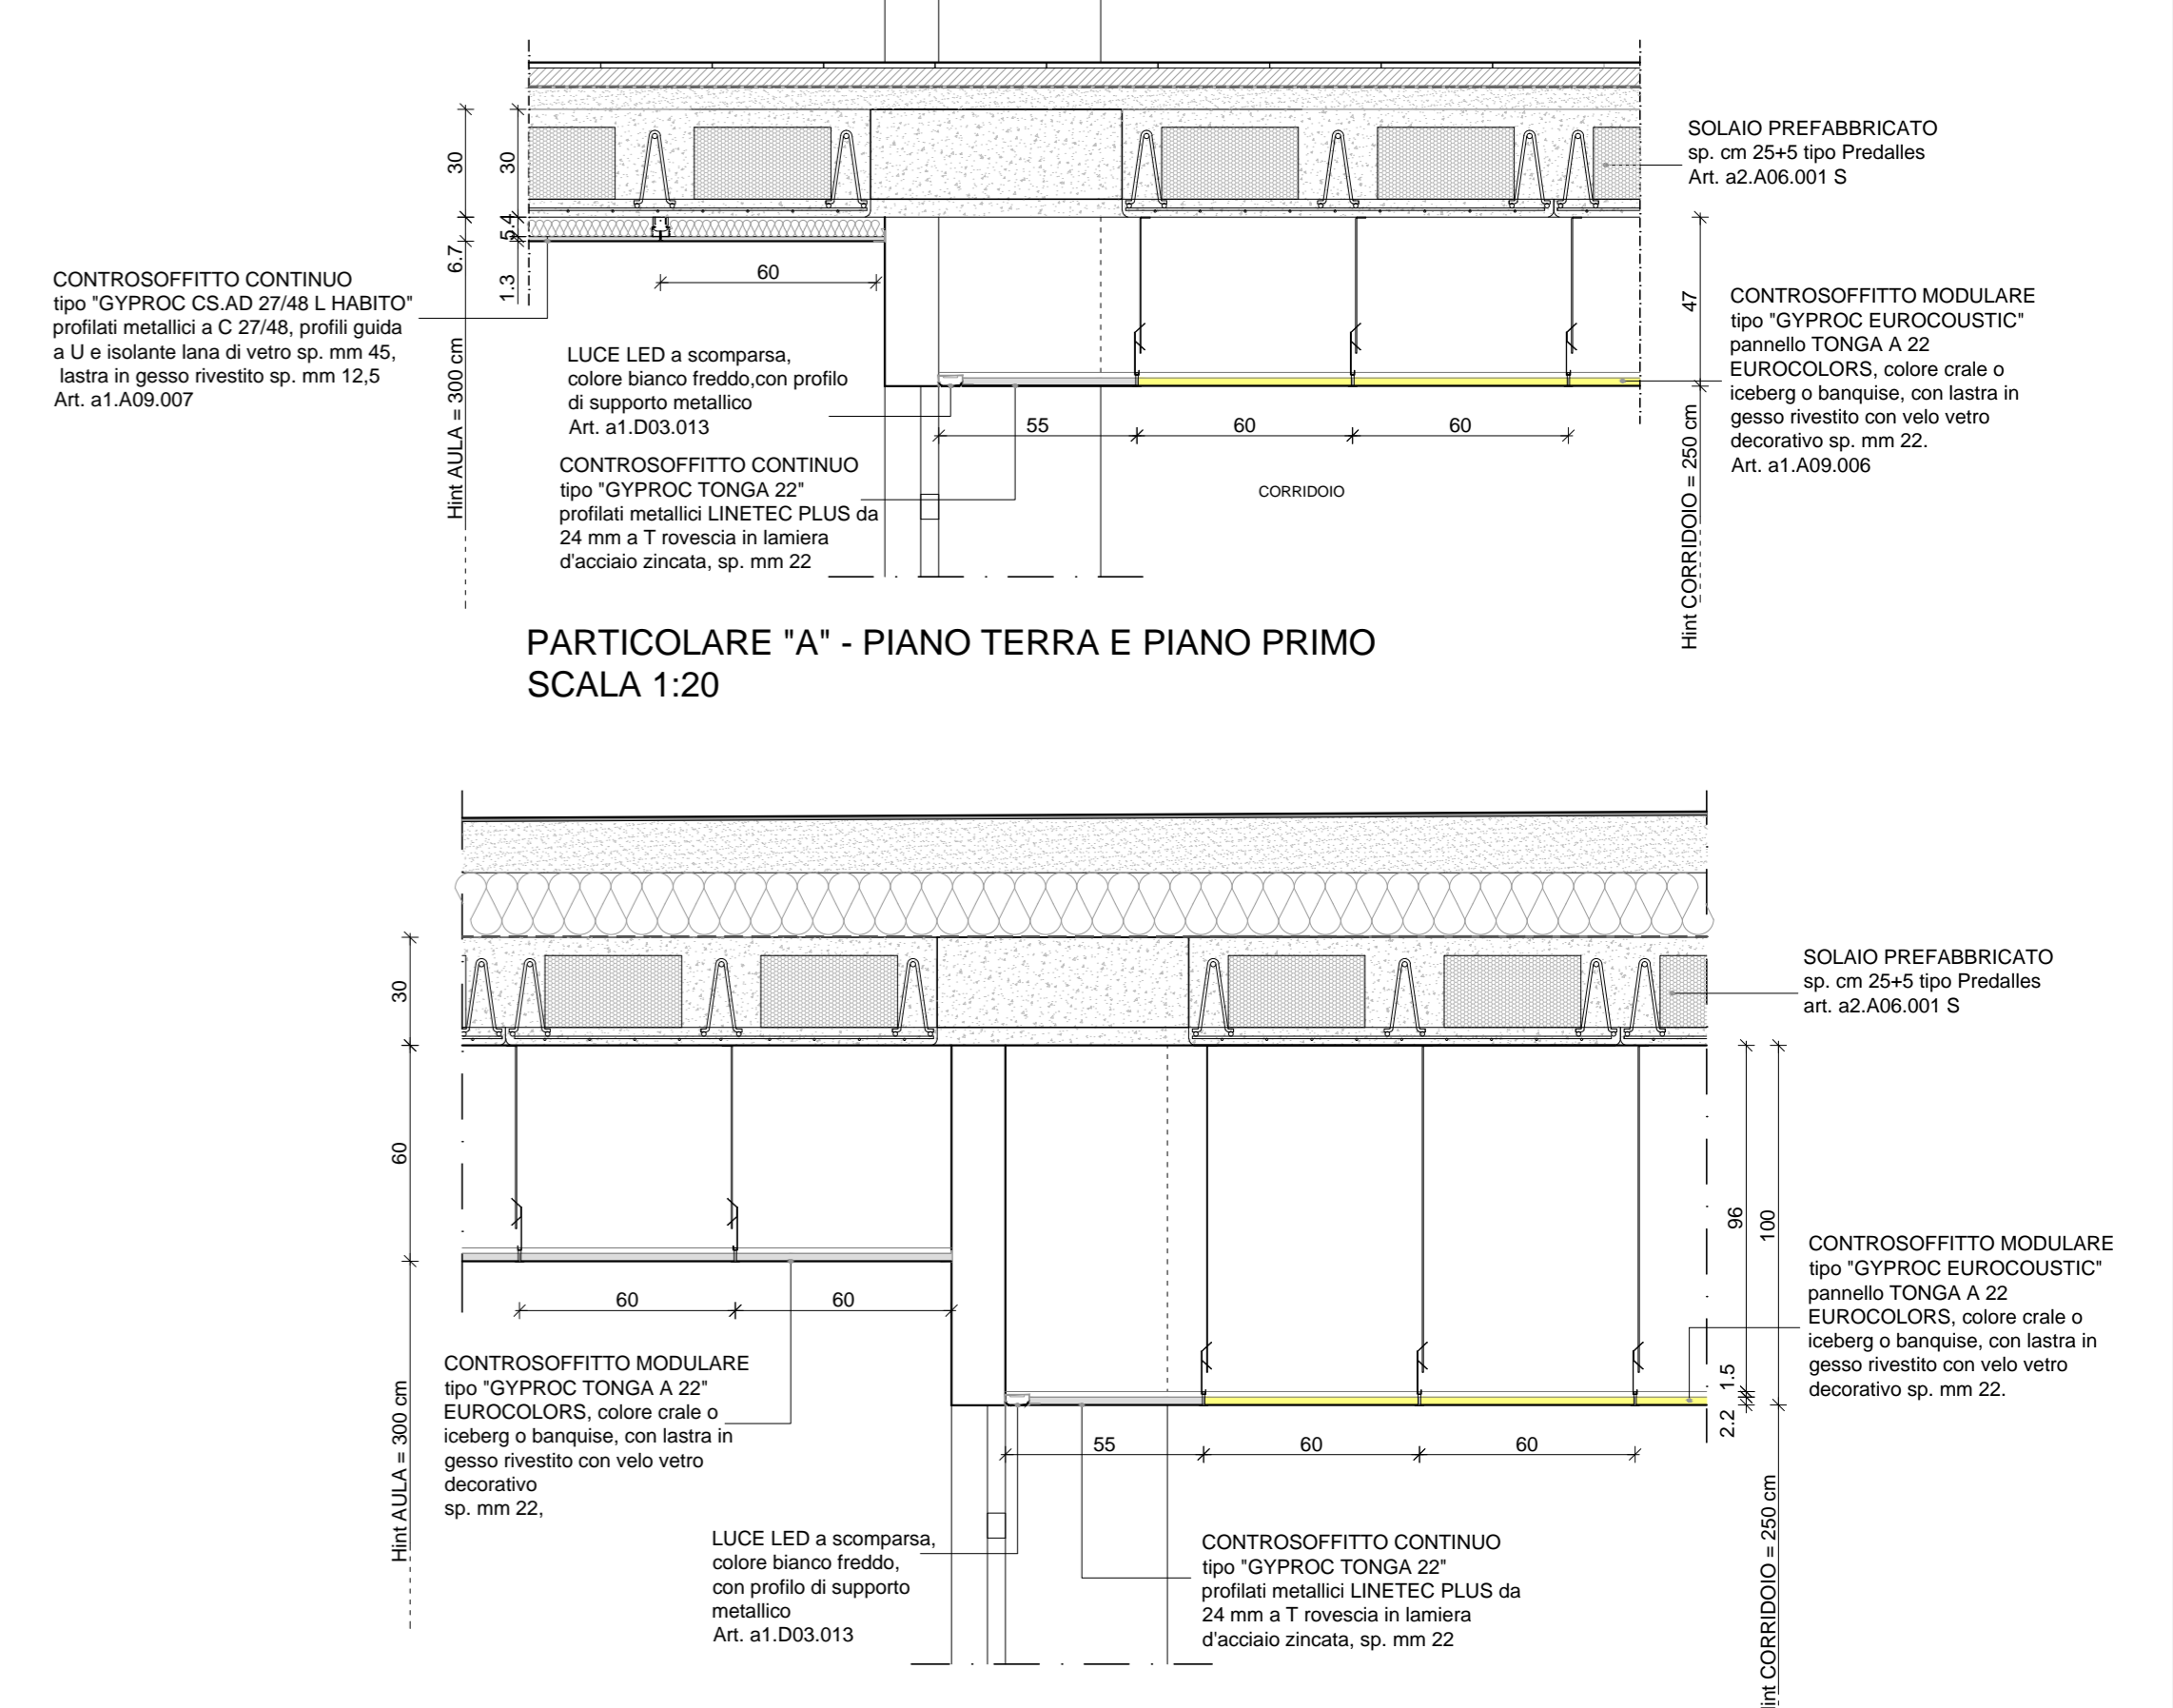 30
30
5.4
6.7
1.3
60
Hint AULA = 300 cm
CONTROSOFFITTO CONTINUO
tipo "GYPROC CS.AD 27/48 L HABITO"
profilati metallici a C 27/48, profili guida
a U e isolante lana di vetro sp. mm 45,
lastra in gesso rivestito sp. mm 12,5
Art. a1.A09.007
LUCE LED a scomparsa,
colore bianco freddo,con profilo
di supporto metallico
Art. a1.D03.013
CONTROSOFFITTO CONTINUO
tipo "GYPROC TONGA 22"
profilati metallici LINETEC PLUS da
24 mm a T rovescia in lamiera
d'acciaio zincata, sp. mm 22
55
60
60
CORRIDOIO
SOLAIO PREFABBRICATO
sp. cm 25+5 tipo Predalles
Art. a2.A06.001 S
47
Hint CORRIDOIO = 250 cm
CONTROSOFFITTO MODULARE
tipo "GYPROC EUROCOUSTIC"
pannello TONGA A 22
EUROCOLORS, colore crale o
iceberg o banquise, con lastra in
gesso rivestito con velo vetro
decorativo sp. mm 22.
Art. a1.A09.006
PARTICOLARE "A" - PIANO TERRA E PIANO PRIMO
SCALA 1:20
30
60
Hint AULA = 300 cm
60
60
CONTROSOFFITTO MODULARE
tipo "GYPROC TONGA A 22"
EUROCOLORS, colore crale o
iceberg o banquise, con lastra in
gesso rivestito con velo vetro
decorativo
sp. mm 22,
LUCE LED a scomparsa,
colore bianco freddo,
con profilo di supporto
metallico
Art. a1.D03.013
55
60
60
CONTROSOFFITTO CONTINUO
tipo "GYPROC TONGA 22"
profilati metallici LINETEC PLUS da
24 mm a T rovescia in lamiera
d'acciaio zincata, sp. mm 22
SOLAIO PREFABBRICATO
sp. cm 25+5 tipo Predalles
art. a2.A06.001 S
96
100
1.5
2.2
int CORRIDOIO = 250 cm
CONTROSOFFITTO MODULARE
tipo "GYPROC EUROCOUSTIC"
pannello TONGA A 22
EUROCOLORS, colore crale o
iceberg o banquise, con lastra in
gesso rivestito con velo vetro
decorativo sp. mm 22.